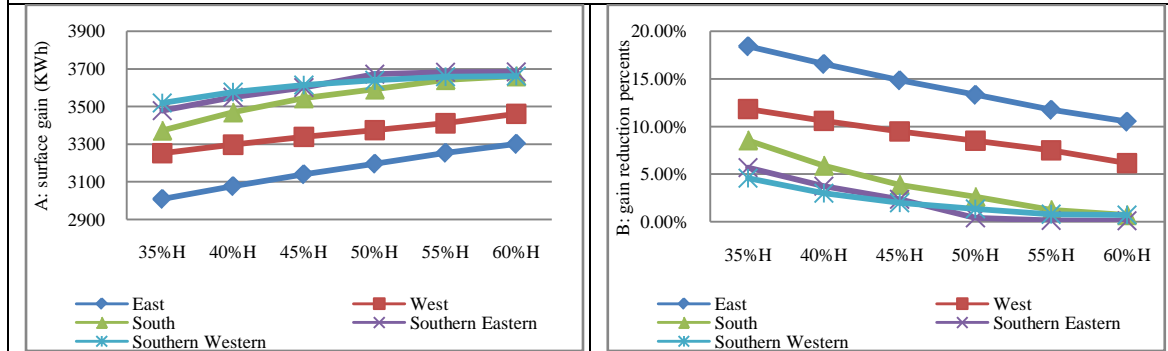 A: surface gain (KWh)
3900
3700
3500
3300
3100
2900
35%H 40%H 45%H 50%H 55%H 60%H
East West
South Southern Eastern
Southern Western
B: gain reduction percents
20.00%
15.00%
10.00%
5.00%
0.00%
35%H 40%H 45%H 50%H 55%H 60%H
East West
South Southern Eastern
Southern Western